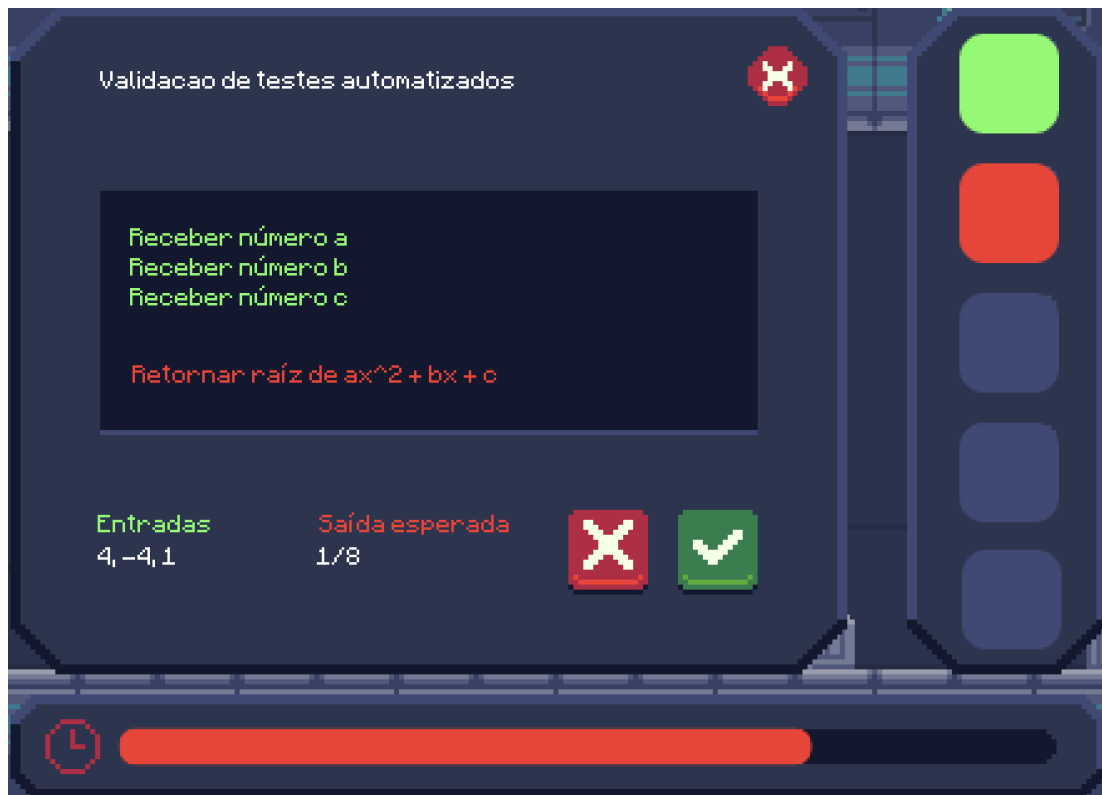 Validacao de testes automatizados
Receber número a
Receber número b
Receber número c
Retornar raíz de ax^2 + bx + c
Entradas
Saída esperada
4, -4, 1
1/8